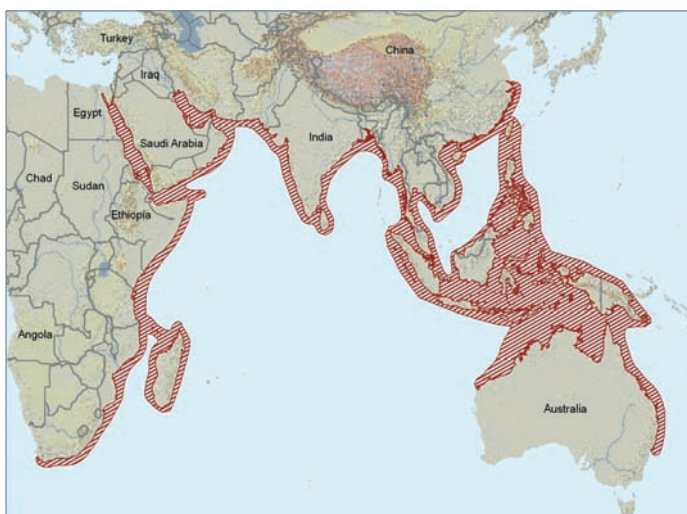 Turkey
China
Iraq
Egypt
India
Saudi Arabia
Chad
Sudan
Ethiopia
Angola
Australia